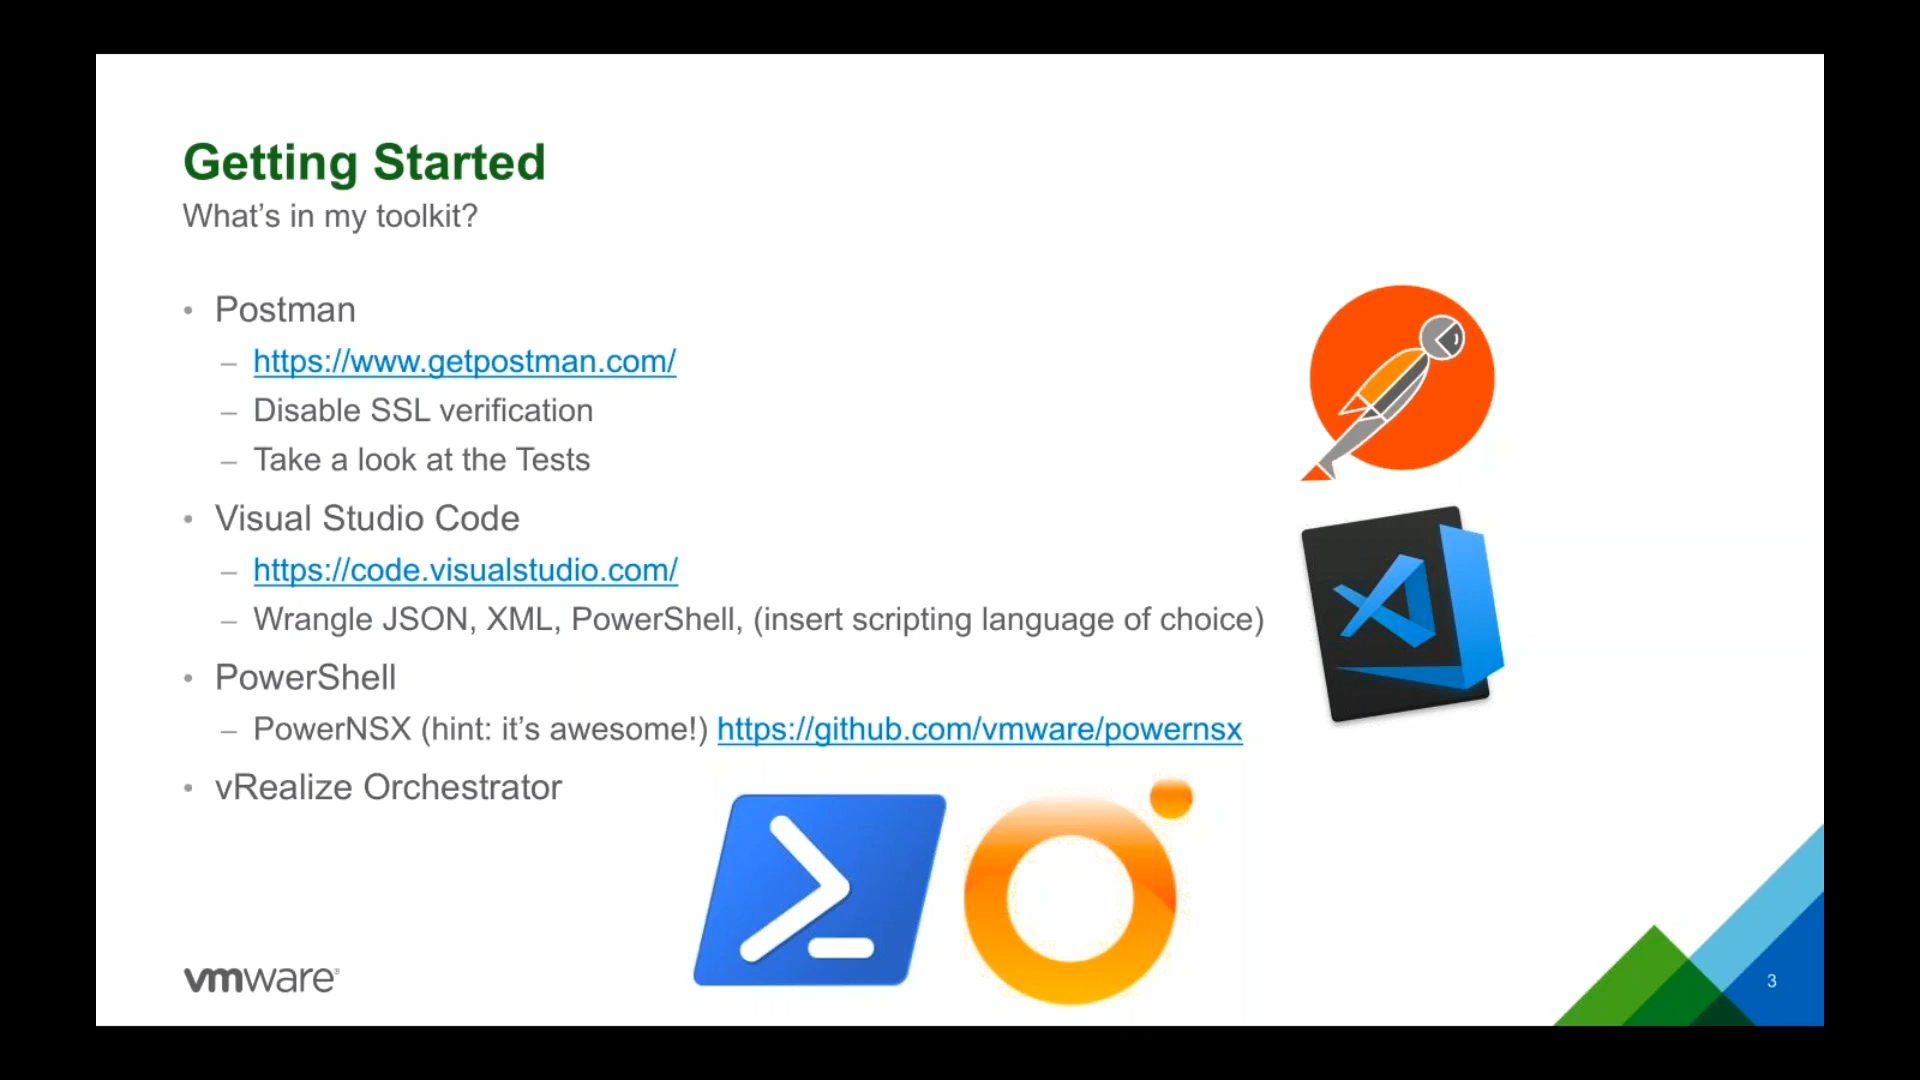 Getting Started
What’s in my toolkit?
• Postman
– https://www.getpostman.com/
– Disable SSL verification
– Take a look at the Tests
• Visual Studio Code
– https://code.visualstudio.com/
– Wrangle JSON, XML, PowerShell, (insert scripting language of choice)
• PowerShell
– PowerNSX (hint: it’s awesome!) https://github.com/vmware/powernsx
• vRealize Orchestrator
vmware®
3